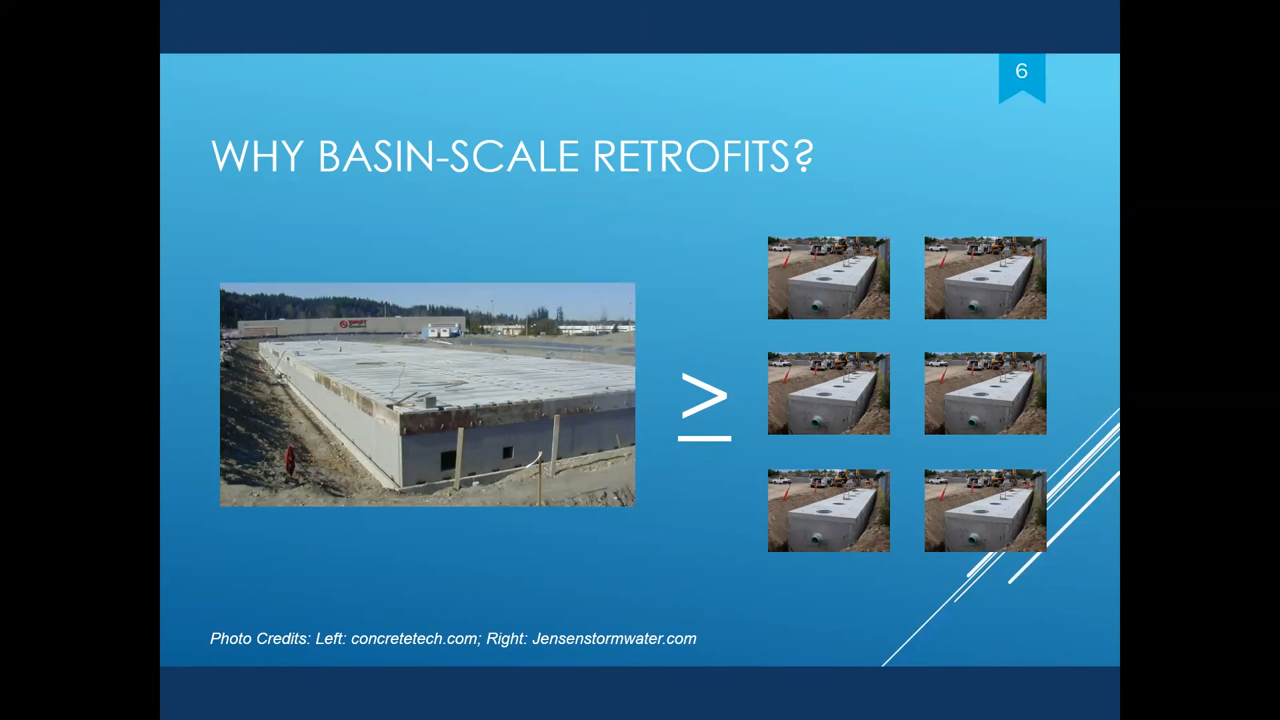 6
WHY BASIN-SCALE RETROFITS?
≥
Photo Credits: Left: concretetech.com; Right: Jensenstormwater.com